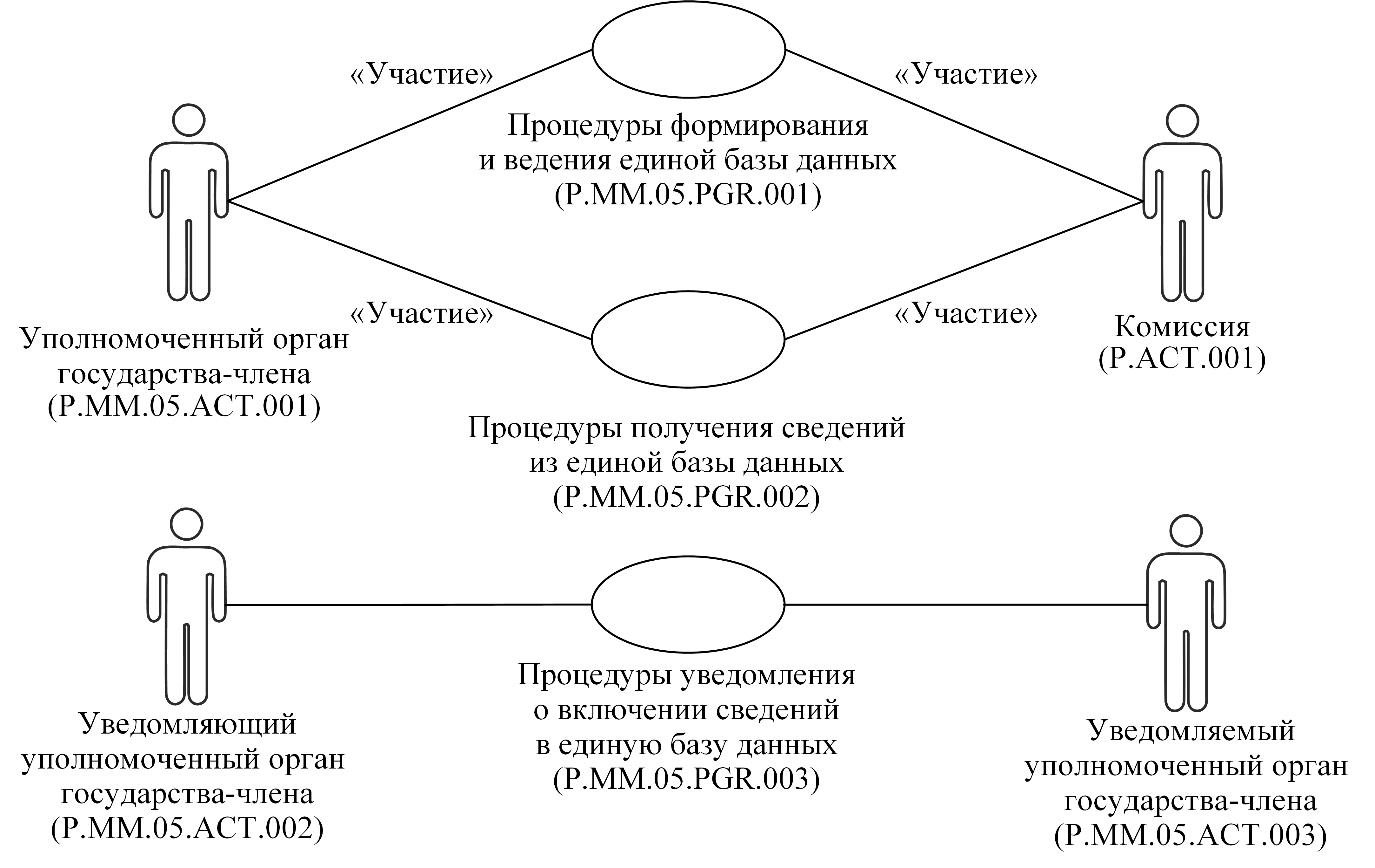 «Участие»
«Участие»
Процедуры формирования
и ведения единой базы данных
(P.MM.05.PGR.001)
«Участие»
«Участие»
Уполномоченный орган
государства-члена
(P.MM.05.ACT.001)
Комиссия
(P.ACT.001)
Процедуры получения сведений
из единой базы данных
(P.MM.05.PGR.002)
Процедуры уведомления
о включении сведений
в единую базу данных
(P.MM.05.PGR.003)
Уведомляющий
уполномоченный орган
государства-члена
(P.MM.05.ACT.002)
Уведомляемый
уполномоченный орган
государства-члена
(P.MM.05.ACT.003)